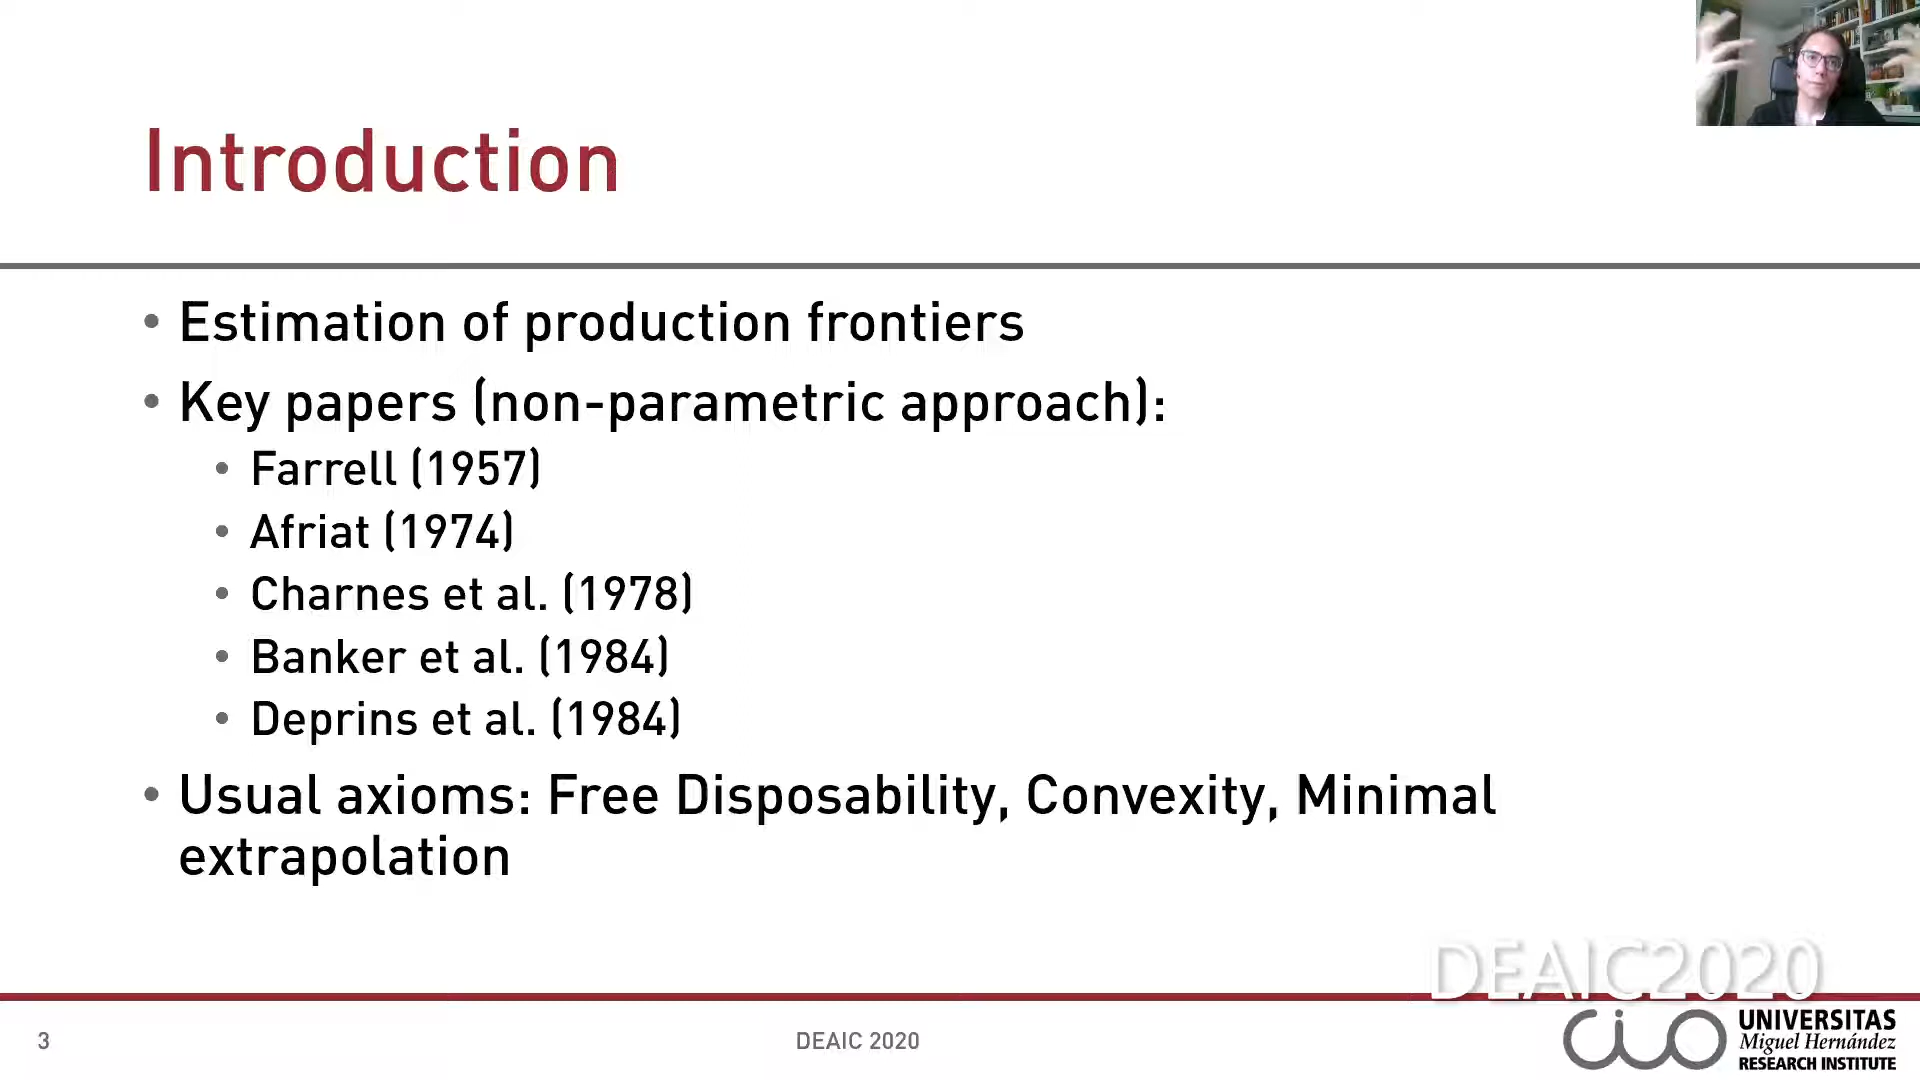 Introduction
• Estimation of production frontiers
• Key papers (non-parametric approach):
• Farrell (1957)
• Afriat (1974)
• Charnes et al. (1978)
• Banker et al. (1984)
• Deprins et al. (1984)
• Usual axioms: Free Disposability, Convexity, Minimal
extrapolation
DEAIC2020
3
DEAIC 2020
cio
UNIVERSITAS
Miguel Hernández
RESEARCH INSTITUTE